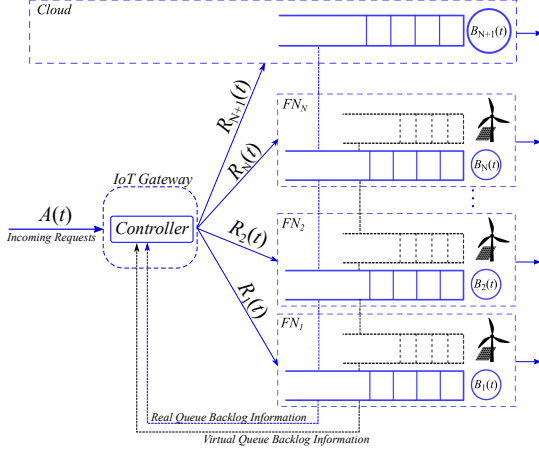 Cloud
B_{N+1}(t)
R_{N+1}(t)
FN_N
R_N(t)
B_N(t)
IoT Gateway
A(t)
Incoming Requests
Controller
R_2(t)
FN_2
B_2(t)
R_1(t)
FN_1
B_1(t)
Real Queue Backlog Information
Virtual Queue Backlog Information